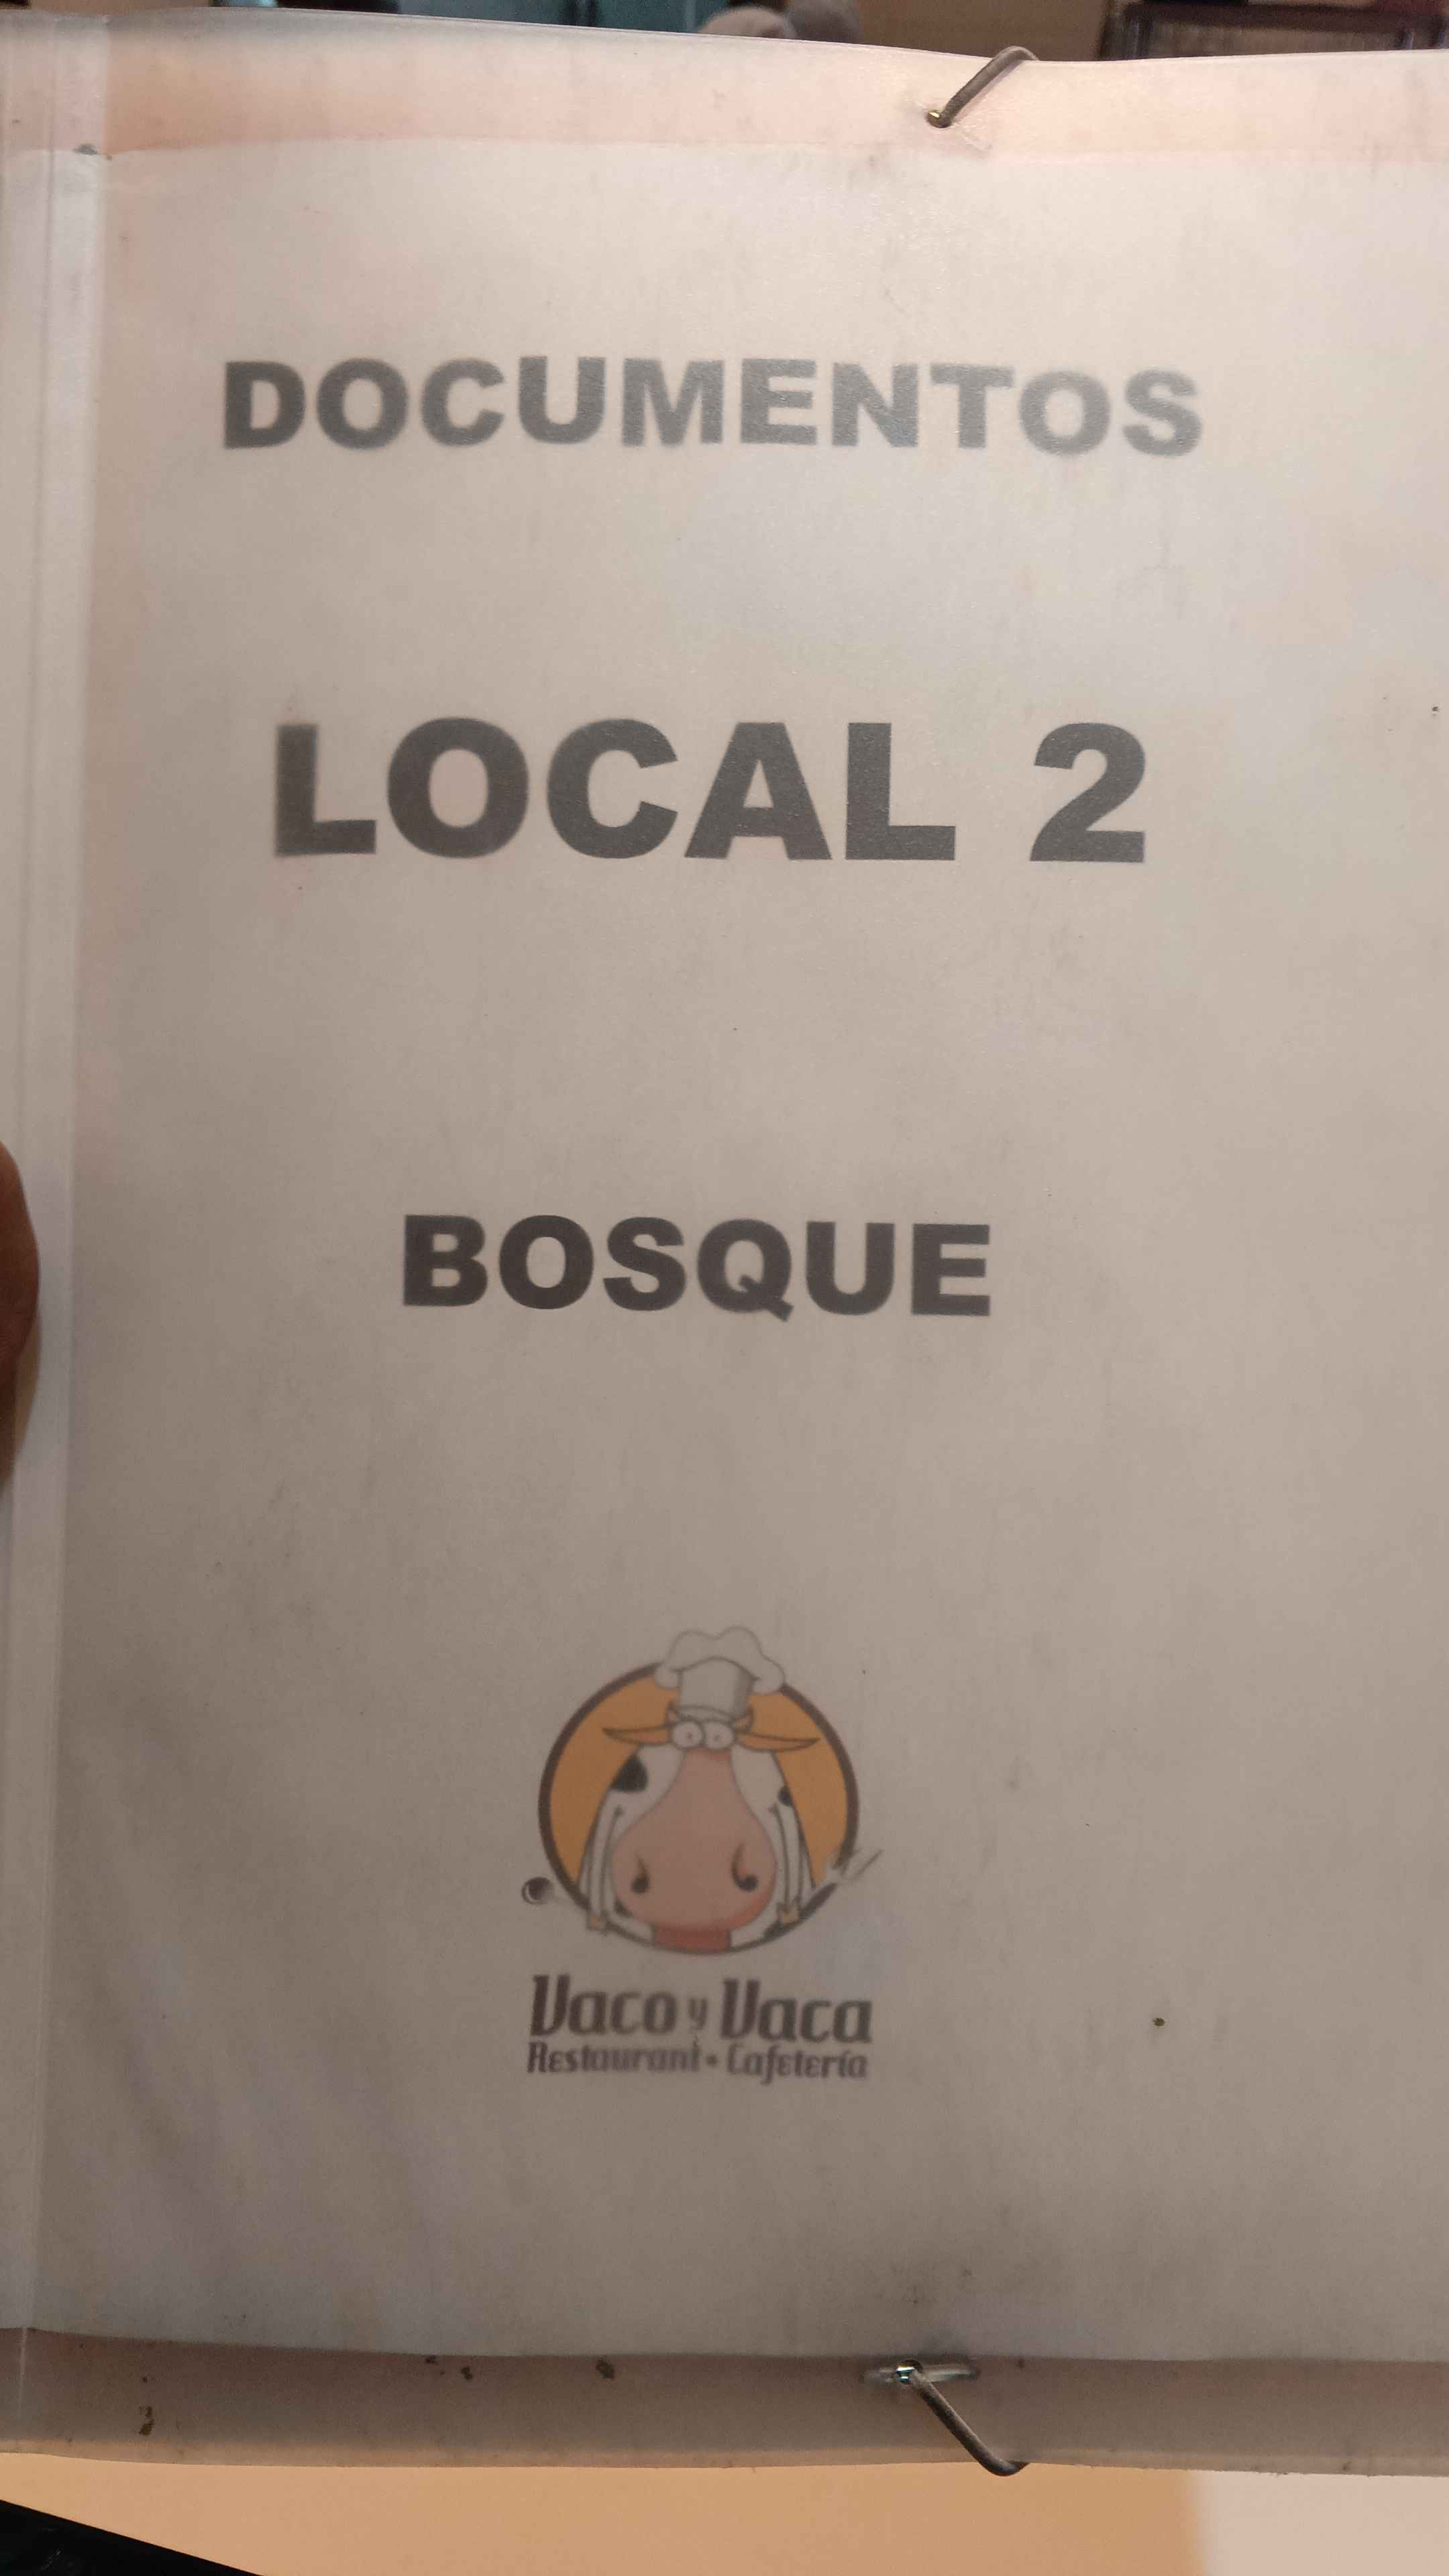 DOCUMENTOS
LOCAL 2
BOSQUE
Vaco y Vaca
Restaurant • Cafetería